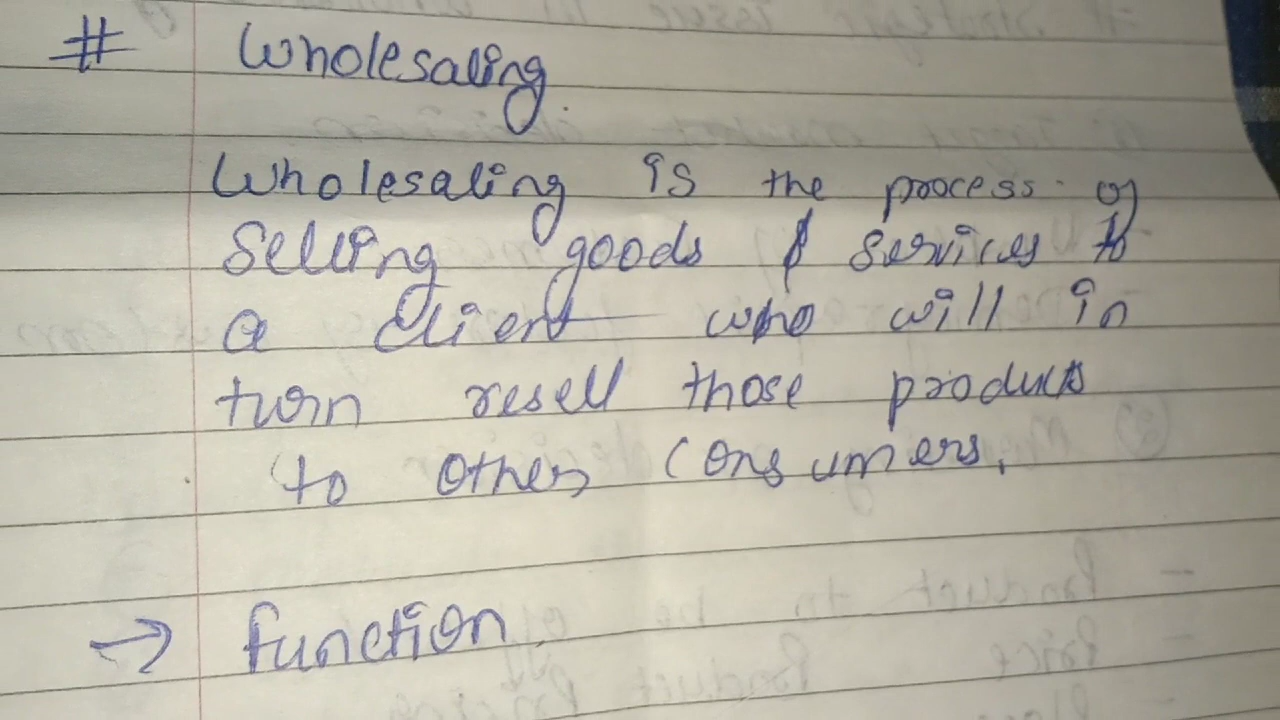 # Wholesaling
Wholesaling is the process of
Selling goods & services to
a client who will in
turn resell those products
to other consumers.
→ function